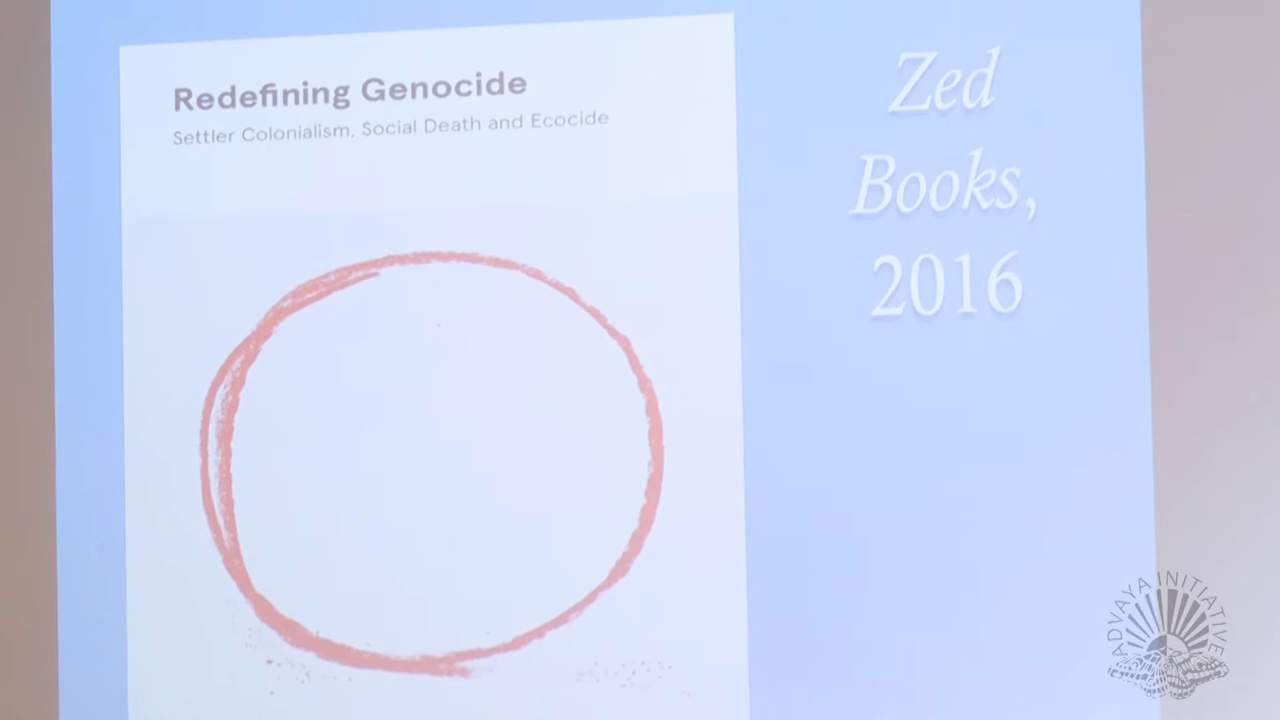 Redefining Genocide
Settler Colonialism, Social Death and Ecocide
Zed
Books,
2016
ADVAYA INITIATIVE